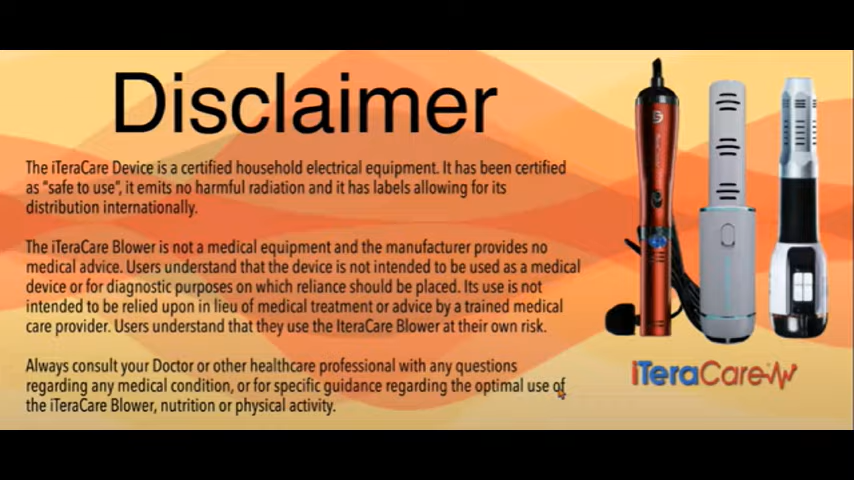 Disclaimer
The iTeraCare Device is a certified household electrical equipment. It has been certified
as "safe to use", it emits no harmful radiation and it has labels allowing for its
distribution internationally.
The iTeraCare Blower is not a medical equipment and the manufacturer provides no
medical advice. Users understand that the device is not intended to be used as a medical
device or for diagnostic purposes on which reliance should be placed. Its use is not
intended to be relied upon in lieu of medical treatment or advice by a trained medical
care provider. Users understand that they use the IteraCare Blower at their own risk.
Always consult your Doctor or other healthcare professional with any questions
regarding any medical condition, or for specific guidance regarding the optimal use of
the iTeraCare Blower, nutrition or physical activity.
iTeraCare